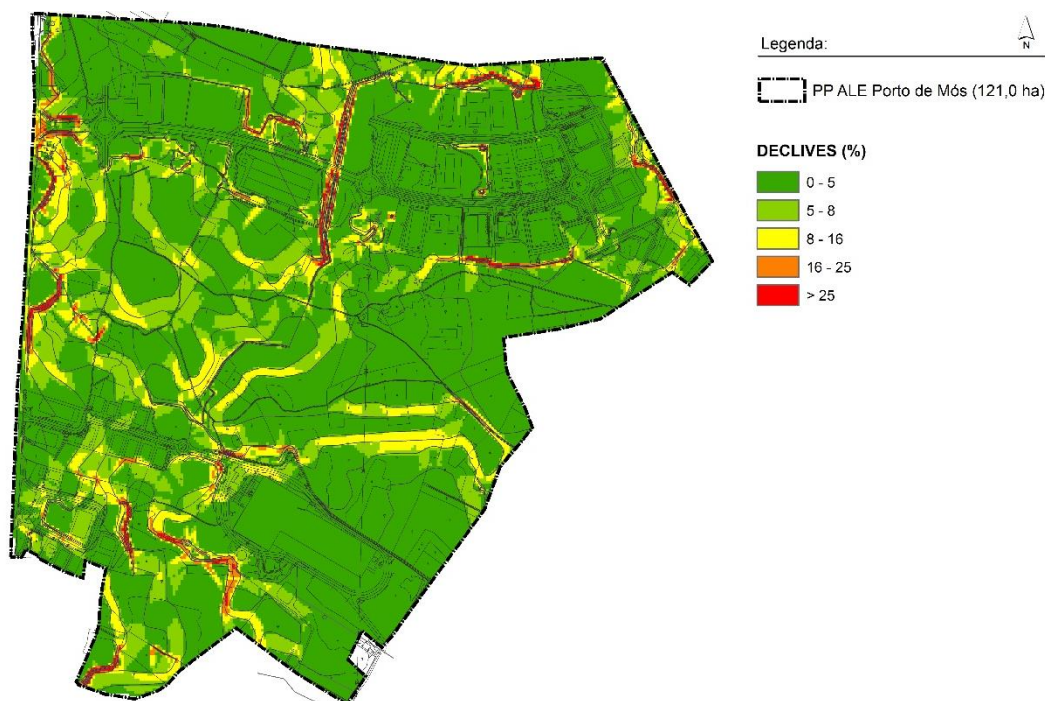 Legenda:
N
PP ALE Porto de Mós (121,0 ha)
DECLIVES (%)
0 - 5
5 - 8
8 - 16
16 - 25
> 25